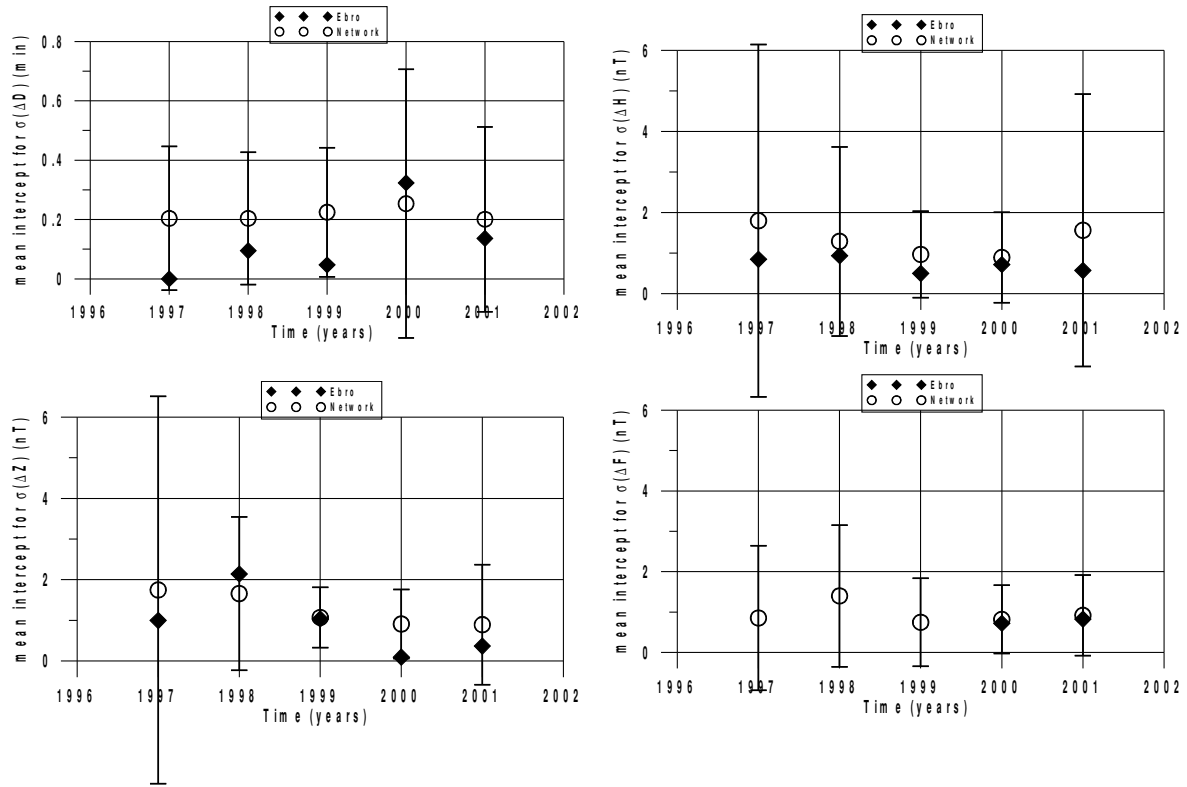 Ebro
Network
mean intercept for σ(ΔD) (min)
0.8
0.6
0.4
0.2
0
1996 1997 1998 1999 2000 2001 2002
Time (years)
Ebro
Network
mean intercept for σ(ΔH) (nT)
6
4
2
0
1996 1997 1998 1999 2000 2001 2002
Time (years)
Ebro
Network
mean intercept for σ(ΔZ) (nT)
6
4
2
0
1996 1997 1998 1999 2000 2001 2002
Time (years)
Ebro
Network
mean intercept for σ(ΔF) (nT)
6
4
2
0
1996 1997 1998 1999 2000 2001 2002
Time (years)